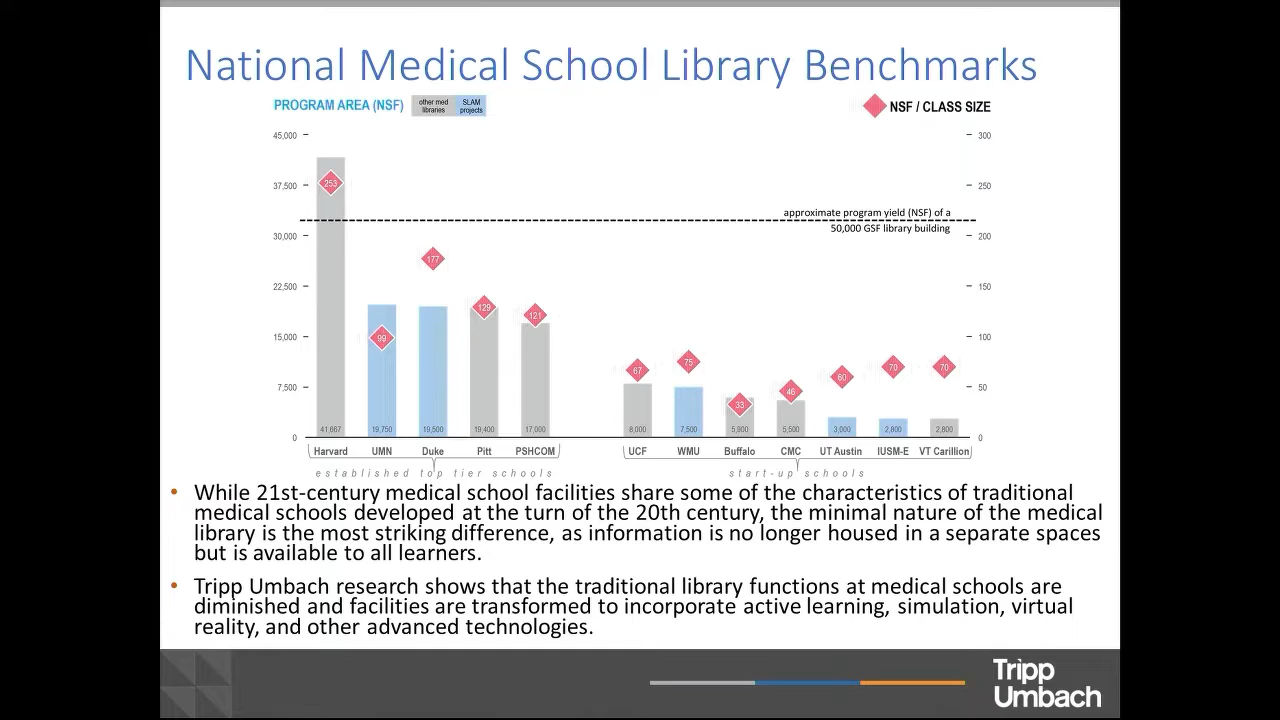 National Medical School Library Benchmarks
PROGRAM AREA (NSF)
other med
libraries
SLAM
projects
NSF / CLASS SIZE
45,000
37,500
30,000
22,500
15,000
7,500
0
300
250
200
150
100
50
0
approximate program yield (NSF) of a
50,000 GSF library building
253
99
177
129
121
67
75
33
46
60
70
70
41,667 19,750 19,500 19,400 17,000 8,000 7,500 5,900 5,500 3,000 2,800 2,800
Harvard UMN Duke Pitt PSHCOM UCF WMU Buffalo CMC UT Austin IUSM-E VT Carillion
established top tier schools
start-up schools
• While 21st-century medical school facilities share some of the characteristics of traditional
medical schools developed at the turn of the 20th century, the minimal nature of the medical
library is the most striking difference, as information is no longer housed in a separate spaces
but is available to all learners.
• Tripp Umbach research shows that the traditional library functions at medical schools are
diminished and facilities are transformed to incorporate active learning, simulation, virtual
reality, and other advanced technologies.
Tripp
Umbach